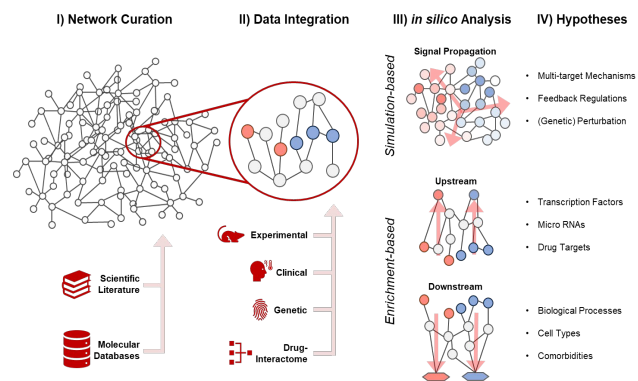 I) Network Curation
II) Data Integration
III) in silico Analysis
IV) Hypotheses
Scientific
Literature
Molecular
Databases
Experimental
Clinical
Genetic
Drug-
Interactome
Simulation-based
Signal Propagation
• Multi-target Mechanisms
• Feedback Regulations
• (Genetic) Perturbation
Enrichment-based
Upstream
• Transcription Factors
• Micro RNAs
• Drug Targets
Downstream
• Biological Processes
• Cell Types
• Comorbidities